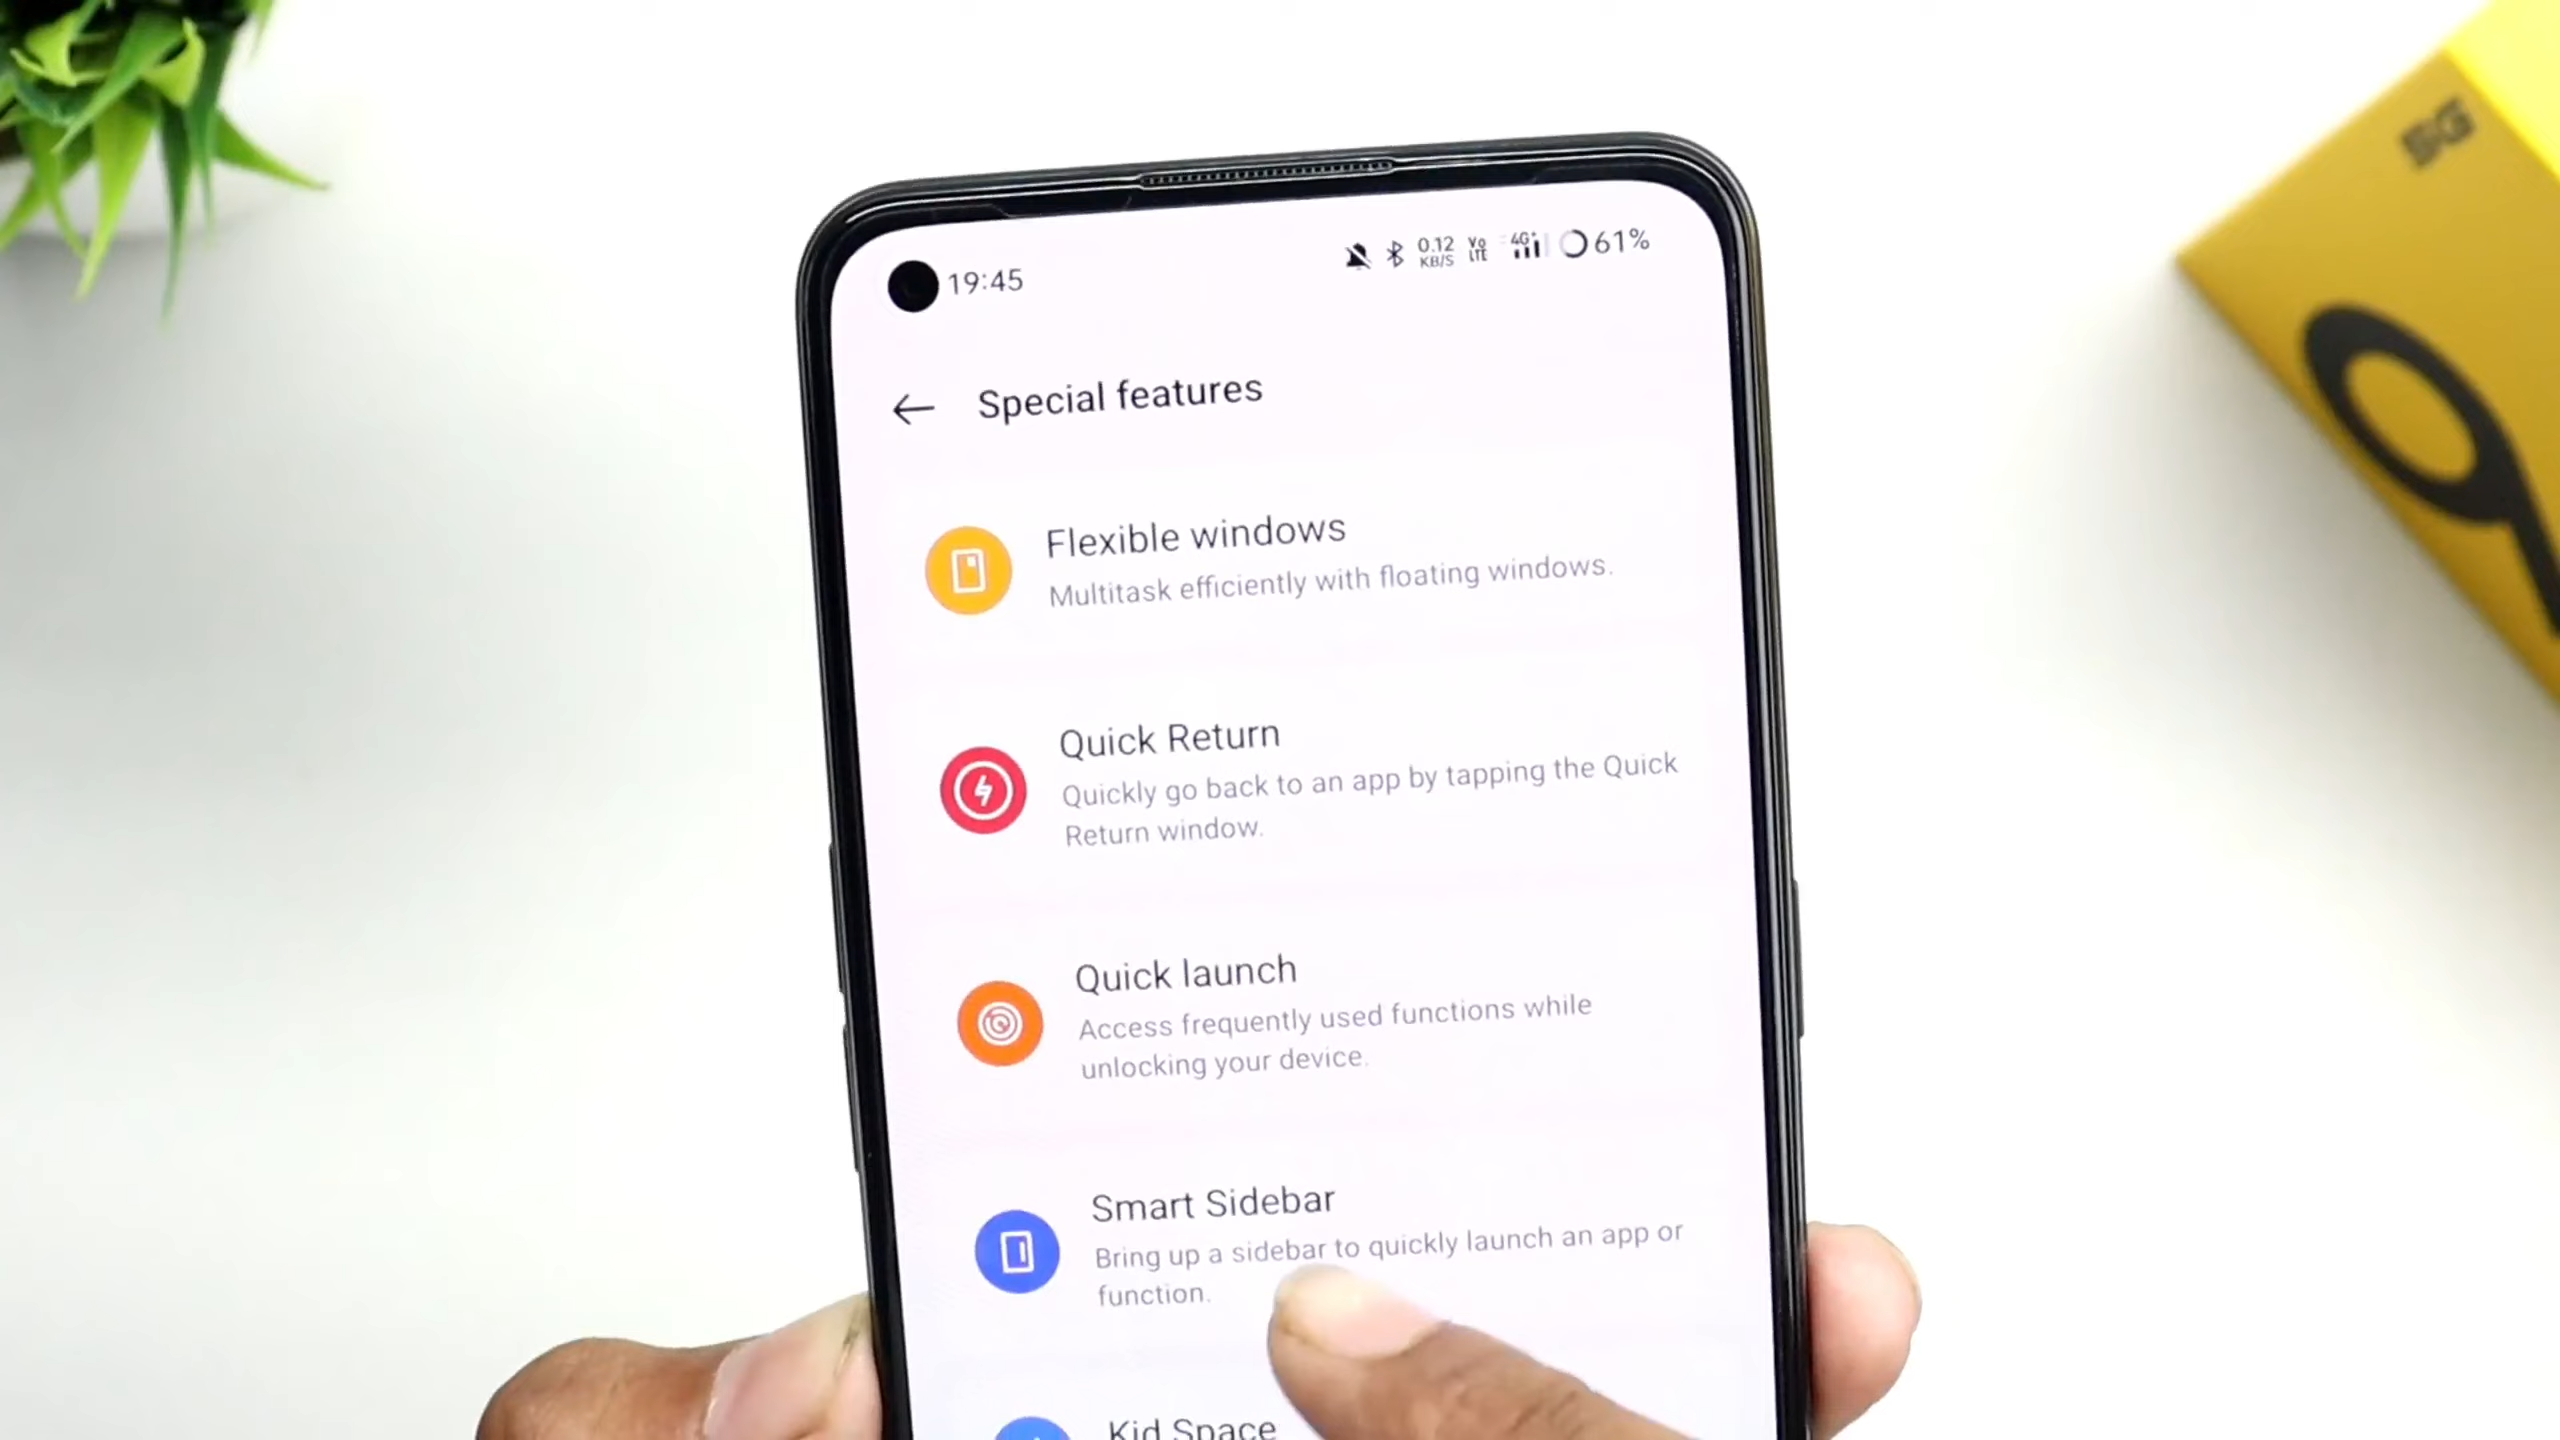 19:45
0.12
KB/S
Vo
LTE
4G+
61%
5G
9
Special features
Flexible windows
Multitask efficiently with floating windows.
Quick Return
Quickly go back to an app by tapping the Quick
Return window.
Quick launch
Access frequently used functions while
unlocking your device.
Smart Sidebar
Bring up a sidebar to quickly launch an app or
function.
Kid Space